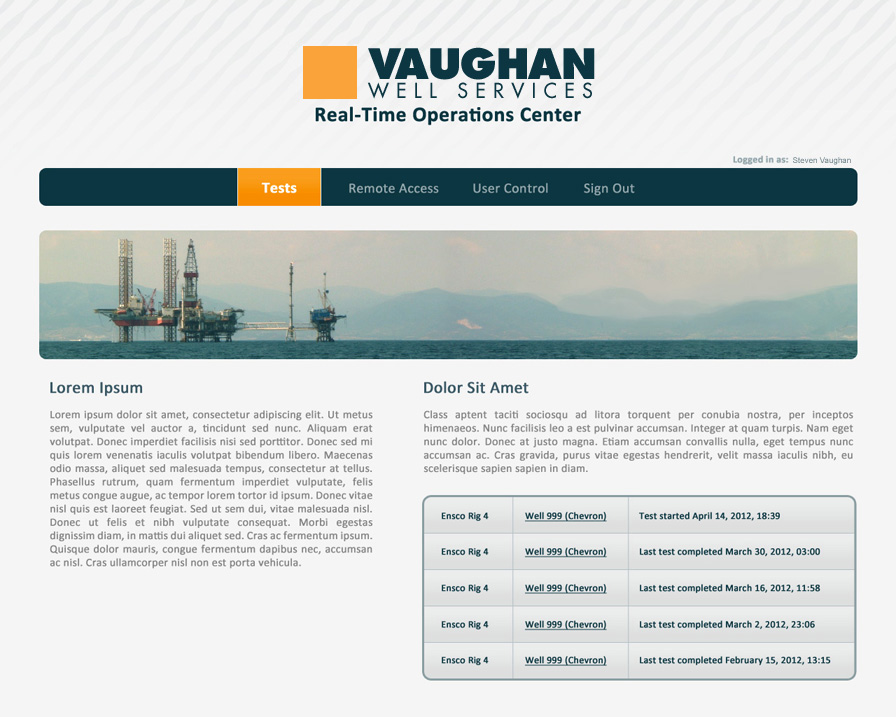 VAUGHAN
WELL SERVICES
Real-Time Operations Center
Logged in as: Steven Vaughan
Tests Remote Access User Control Sign Out
Lorem Ipsum
Lorem ipsum dolor sit amet, consectetur adipiscing elit. Ut metus
sem, vulputate vel auctor a, tincidunt sed nunc. Aliquam erat
volutpat. Donec imperdiet facilisis nisi sed porttitor. Donec sed mi
quis lorem venenatis iaculis volutpat bibendum libero. Maecenas
odio massa, aliquet sed malesuada tempus, consectetur at tellus.
Phasellus rutrum, quam fermentum imperdiet vulputate, felis
metus congue augue, ac tempor lorem tortor id ipsum. Donec vitae
nisl quis est laoreet feugiat. Sed ut sem dui, vitae malesuada nisl.
Donec ut felis et nibh vulputate consequat. Morbi egestas
dignissim diam, in mattis dui aliquet sed. Cras ac fermentum ipsum.
Quisque dolor mauris, congue fermentum dapibus nec, accumsan
ac nisl. Cras ullamcorper nisl non est porta vehicula.
Dolor Sit Amet
Class aptent taciti sociosqu ad litora torquent per conubia nostra, per inceptos
himenaeos. Nunc facilisis leo a est pulvinar accumsan. Integer at quam turpis. Nam eget
nunc dolor. Donec at justo magna. Etiam accumsan convallis nulla, eget tempus nunc
accumsan ac. Cras gravida, purus vitae egestas hendrerit, velit massa iaculis nibh, eu
scelerisque sapien sapien in diam.
Ensco Rig 4 Well 999 (Chevron) Test started April 14, 2012, 18:39
Ensco Rig 4 Well 999 (Chevron) Last test completed March 30, 2012, 03:00
Ensco Rig 4 Well 999 (Chevron) Last test completed March 16, 2012, 11:58
Ensco Rig 4 Well 999 (Chevron) Last test completed March 2, 2012, 23:06
Ensco Rig 4 Well 999 (Chevron) Last test completed February 15, 2012, 13:15